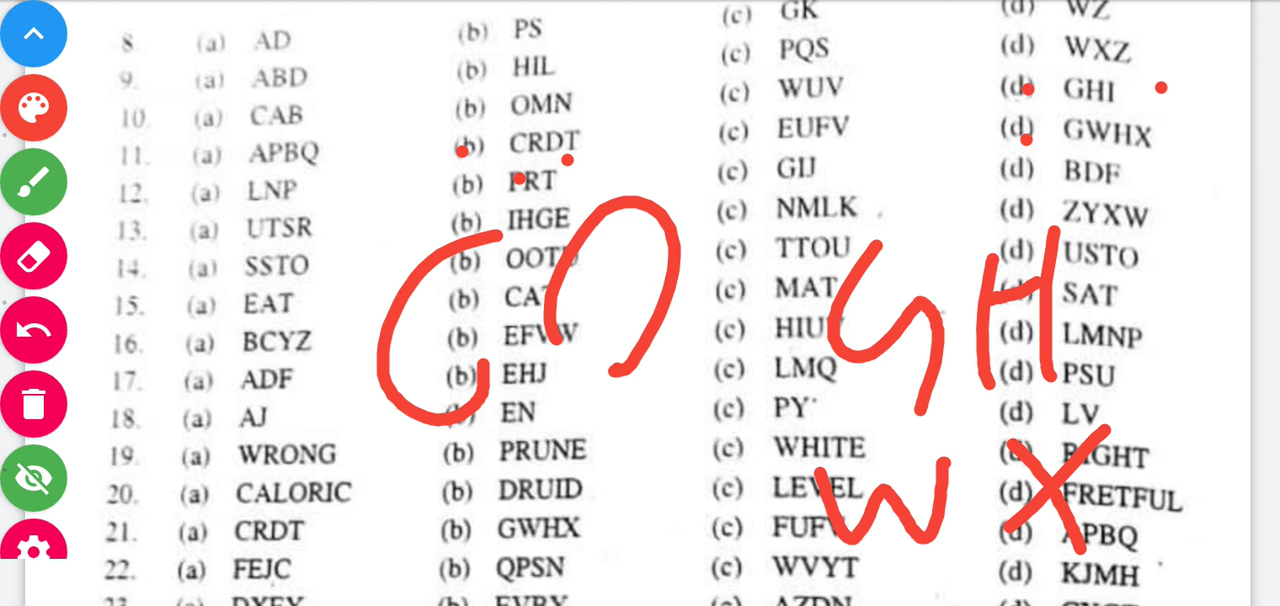 (c) GK (d) WZ
8. (a) AD (b) PS
9. (a) ABD (b) HIL (c) PQS (d) WXZ
10. (a) CAB (b) OMN (c) WUV (d) GHI
11. (a) APBQ (b) CRDT (c) EUFV (d) GWHX
12. (a) LNP (b) PRT (c) GIJ (d) BDF
13. (a) UTSR (b) IHGE (c) NMLK (d) ZYXW
14. (a) SSTO (b) (c) TTOU (d) USTO
15. (a) EAT (b) (c) MAT (d) SAT
16. (a) BCYZ (b) EFVW (c) (d) LMNP
17. (a) ADF (b) EHJ (c) LMQ (d) PSU
18. (a) AJ (b) EN (c) PY (d) LV
19. (a) WRONG (b) PRUNE (c) WHITE (d) RIGHT
20. (a) CALORIC (b) DRUID (c) LEVEL (d) FRETFUL
21. (a) CRDT (b) GWHX (c) (d) APBQ
22. (a) FEJC (b) QPSN (c) WVYT (d) KJMH
G H
W X